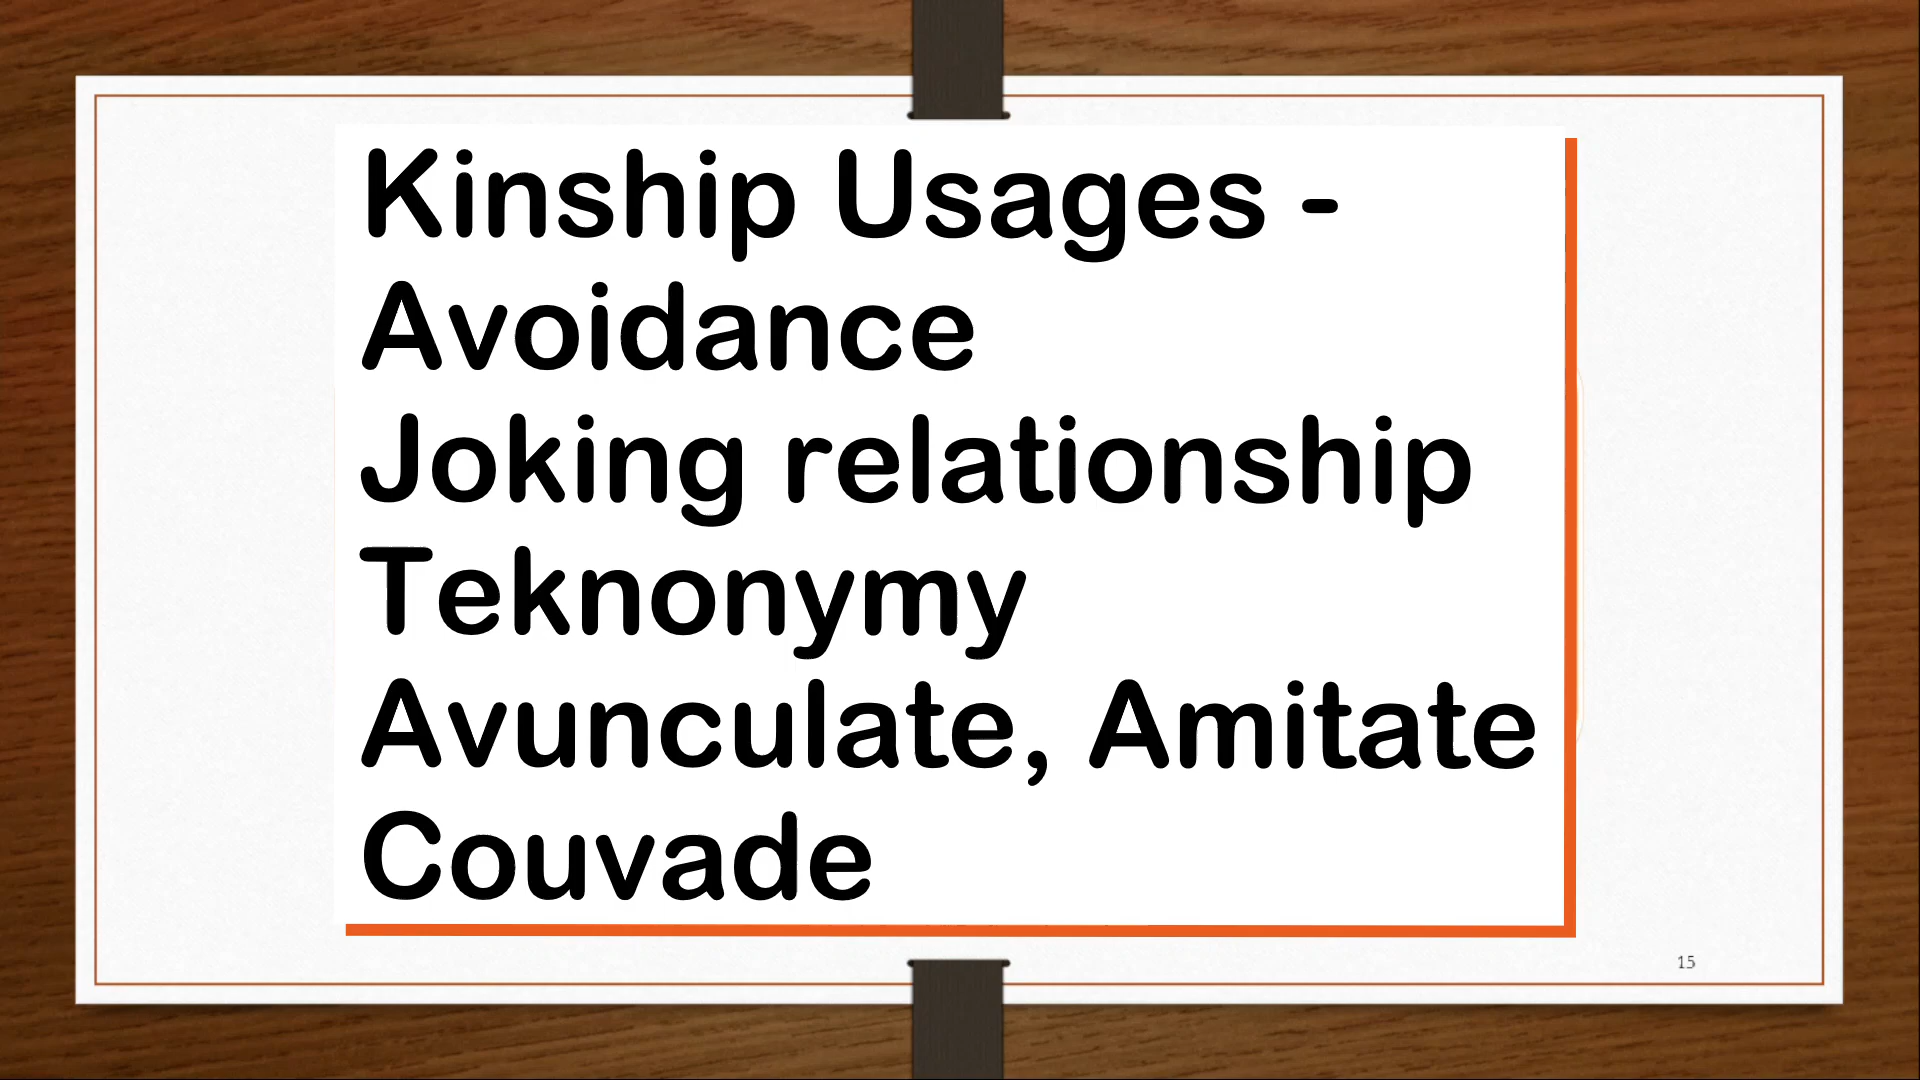 Kinship Usages -
Avoidance
Joking relationship
Teknonymy
Avunculate, Amitate
Couvade
15